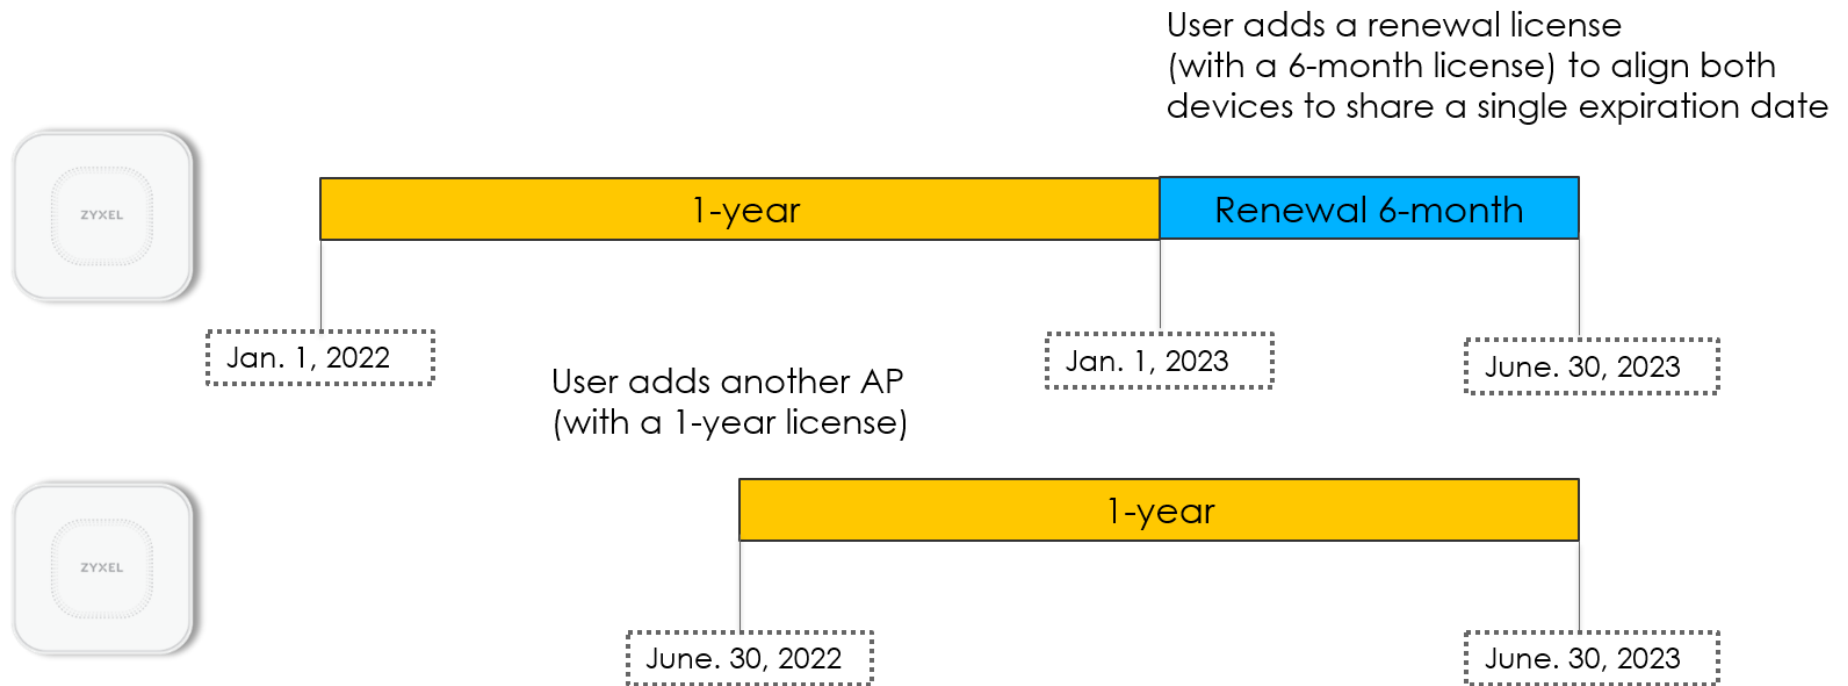 User adds a renewal license
(with a 6-month license) to align both
devices to share a single expiration date
ZYXEL
1-year
Renewal 6-month
Jan. 1, 2022
Jan. 1, 2023
June. 30, 2023
User adds another AP
(with a 1-year license)
ZYXEL
1-year
June. 30, 2022
June. 30, 2023